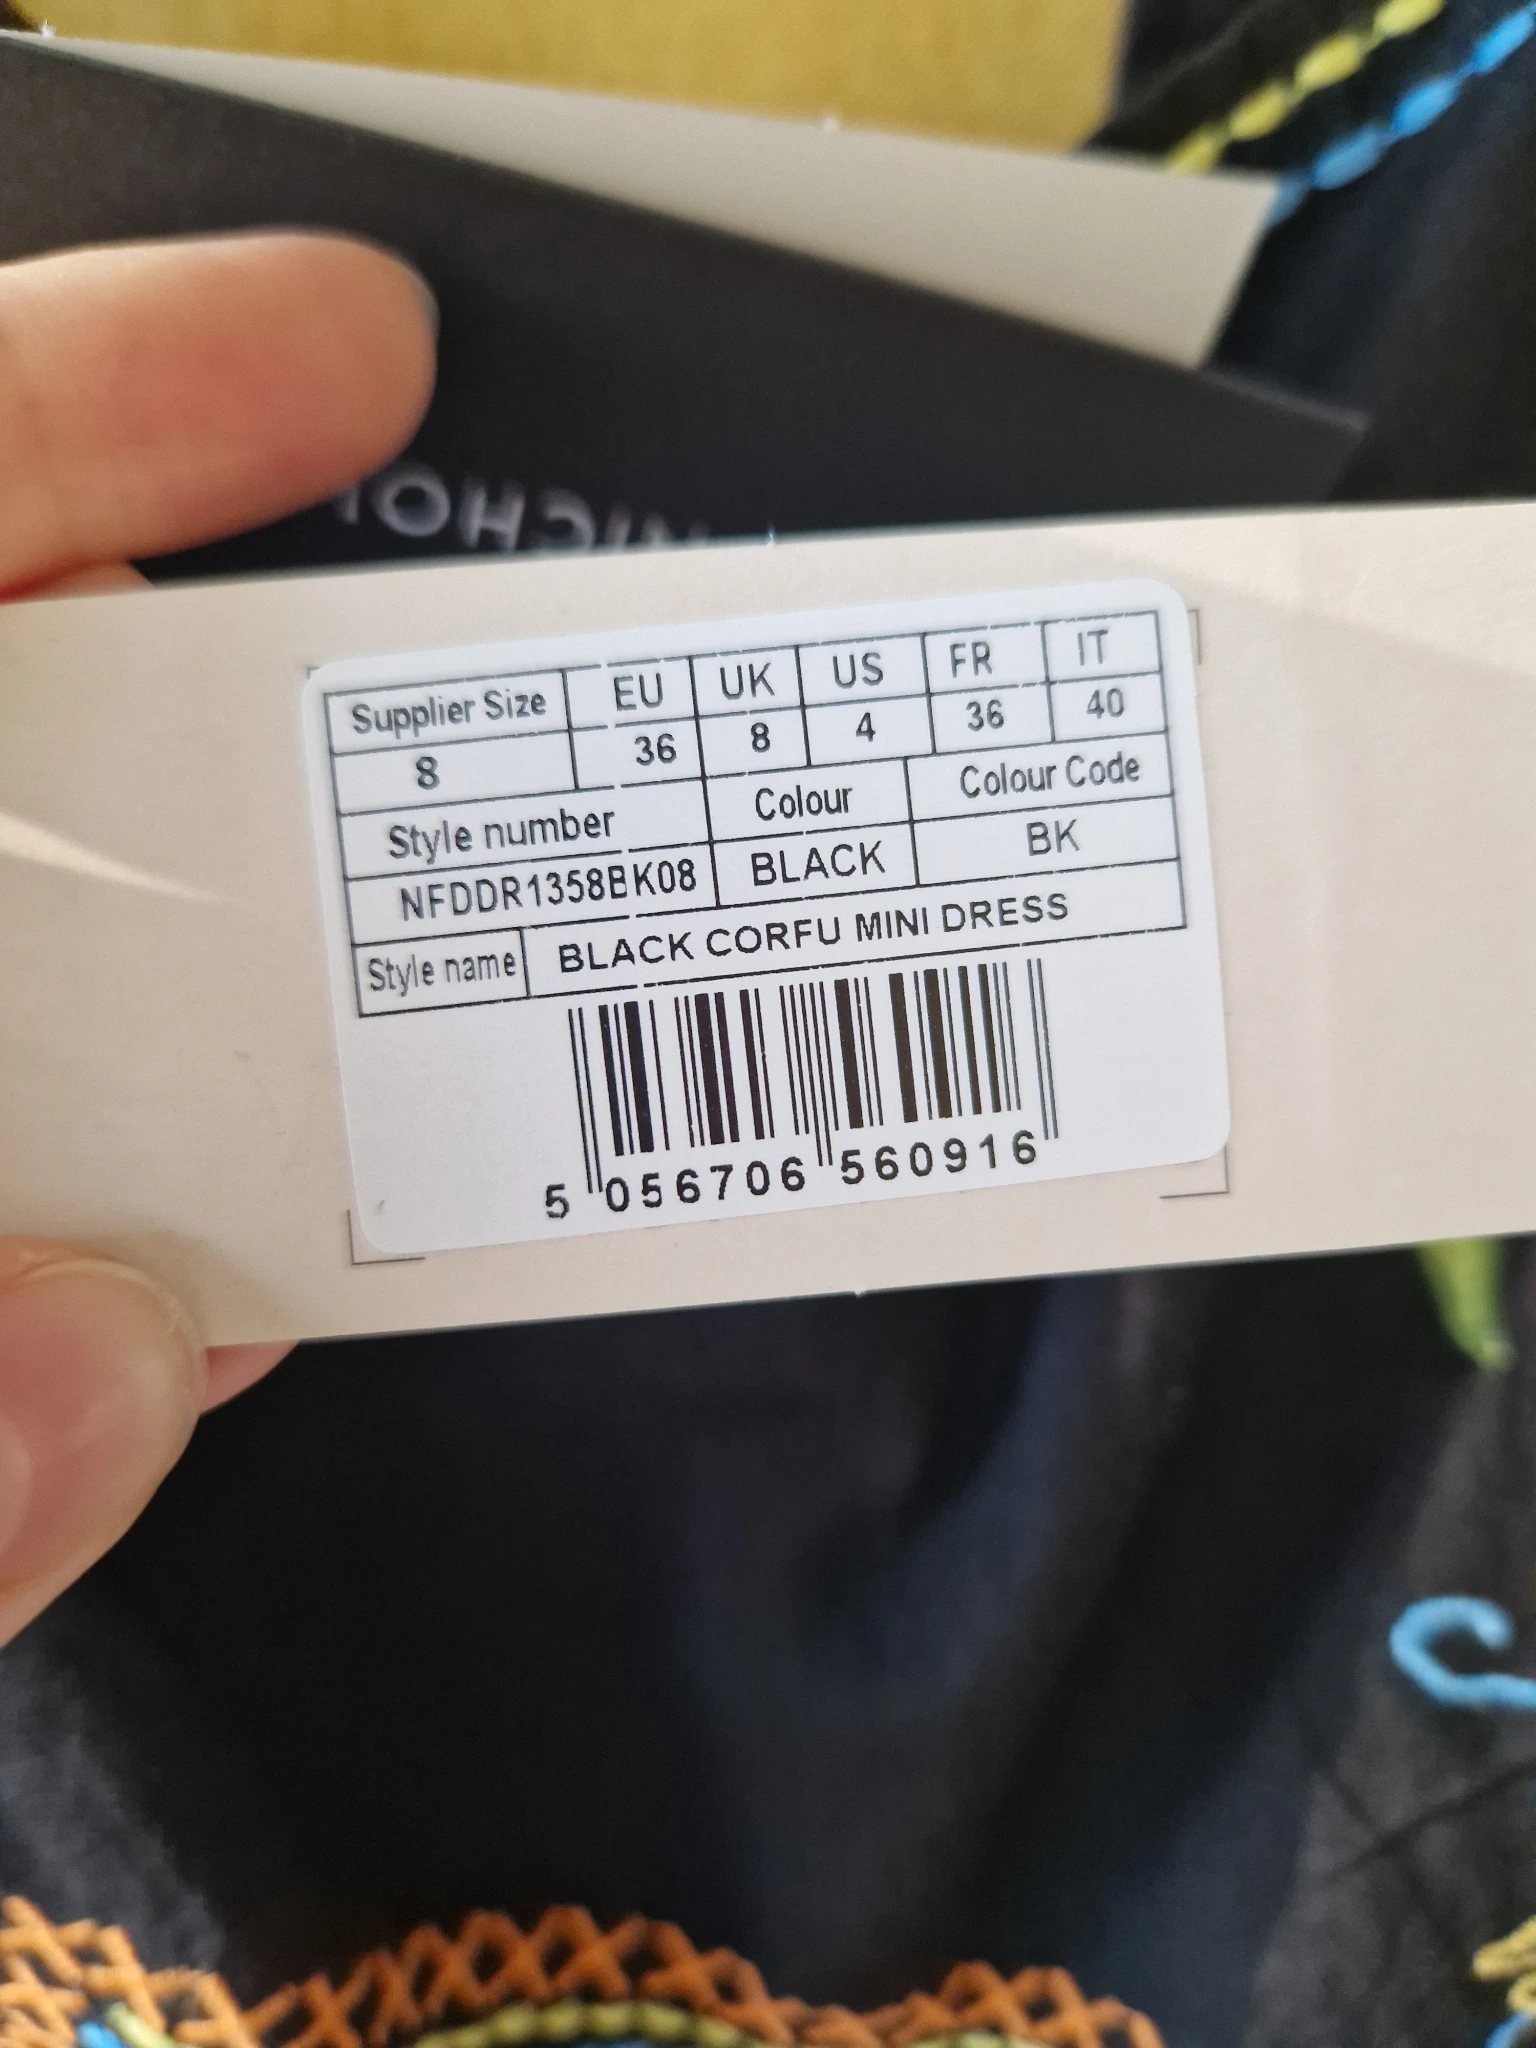 NICHO
Supplier Size EU UK US FR IT
8 36 8 4 36 40
Style number Colour Colour Code
NFDDR1358BK08 BLACK BK
Style name BLACK CORFU MINI DRESS
5 056706 560916